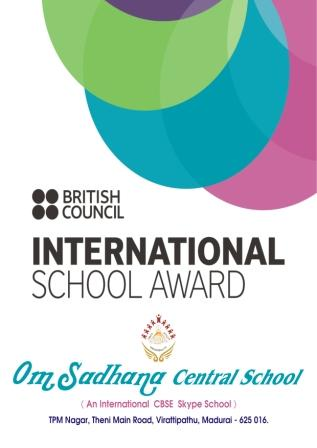 BRITISH
COUNCIL
INTERNATIONAL
SCHOOL AWARD
Om Sadhana Central School
( An International CBSE Skype School )
TPM Nagar, Theni Main Road, Virattipathu, Madurai - 625 016.